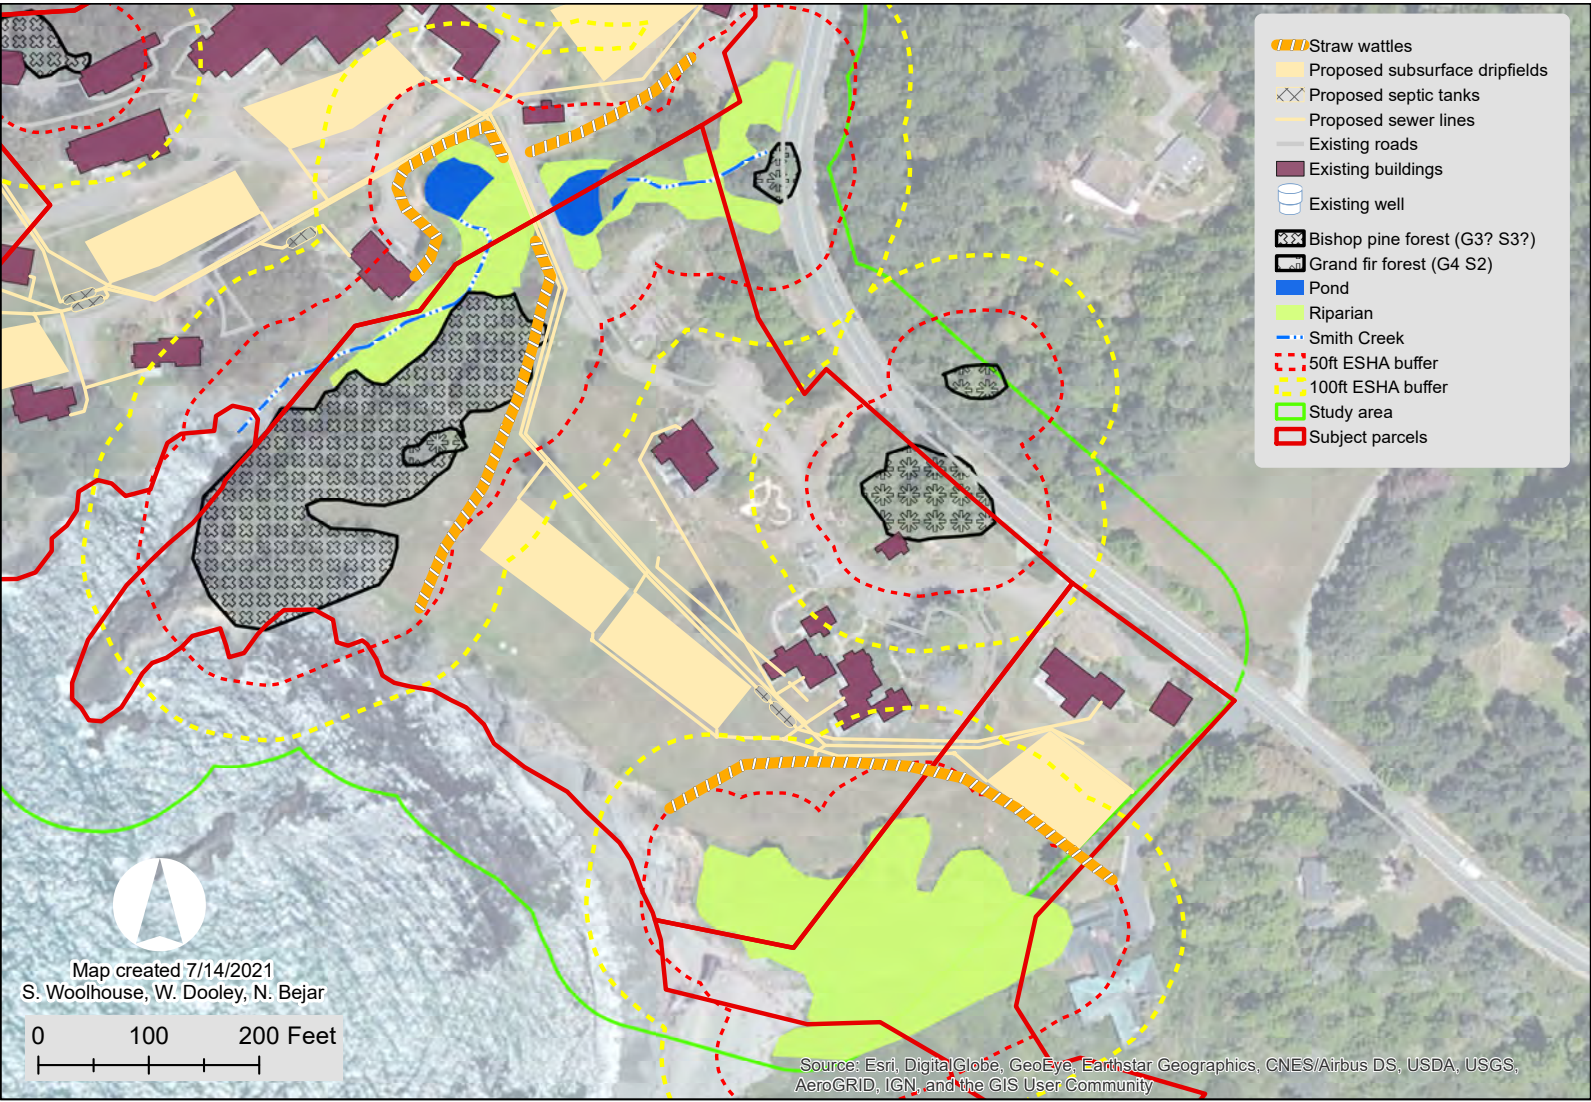 Straw wattles
Proposed subsurface dripfields
Proposed septic tanks
Proposed sewer lines
Existing roads
Existing buildings
Existing well
Bishop pine forest (G3? S3?)
Grand fir forest (G4 S2)
Pond
Riparian
Smith Creek
50ft ESHA buffer
100ft ESHA buffer
Study area
Subject parcels
Map created 7/14/2021
S. Woolhouse, W. Dooley, N. Bejar
0 100 200 Feet
Source: Esri, DigitalGlobe, GeoEye, Earthstar Geographics, CNES/Airbus DS, USDA, USGS,
AeroGRID, IGN, and the GIS User Community